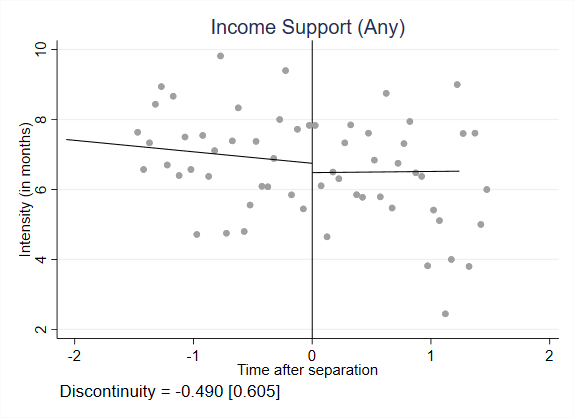 Income Support (Any)
Intensity (in months)
10
8
6
4
2
-2 -1 0 1 2
Time after separation
Discontinuity = -0.490 [0.605]